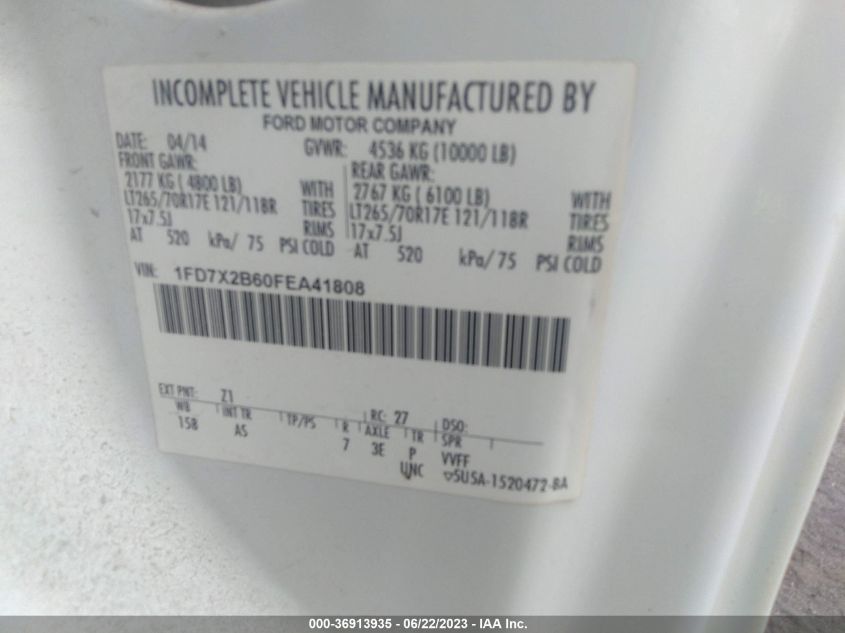 INCOMPLETE VEHICLE MANUFACTURED BY
FORD MOTOR COMPANY
DATE: 04/14 GVWR: 4536 KG (10000 LB)
FRONT GAWR: REAR GAWR:
2177 KG ( 4800 LB) WITH 2767 KG ( 6100 LB) WITH
LT265/70R17E 121/118R TIRES LT265/70R17E 121/118R TIRES
17x7.5J RIMS 17x7.5J RIMS
AT 520 kPa/ 75 PSI COLD AT 520 kPa/ 75 PSI COLD
VIN: 1FD7X2B60FEA41808
EXT PNT: Z1 RC: 27 DSO:
WB INT TR TP/PS R AXLE TR SPR
158 AS 7 3E P VVFF
UNC 5U5A-1520472-BA
000-36913935 - 06/22/2023 - IAA Inc.